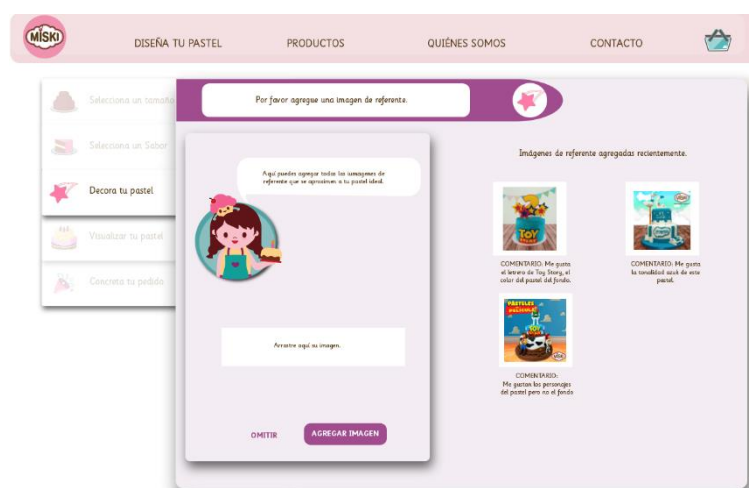 MÍSKI
DISEÑA TU PASTEL
PRODUCTOS
QUIÉNES SOMOS
CONTACTO
Selecciona un tamaño
Selecciona un Sabor
Decora tu pastel
Visualizar tu pastel
Concreta tu pedido
Por favor agregue una imagen de referente.
Aquí puedes agregar todas las iamagenes de
referente que se aproximen a tu pastel ideal.
Arrastre aquí su imagen.
OMITIR
AGREGAR IMAGEN
Imágenes de referente agregadas recientemente.
COMENTARIO: Me gusta
el letrero de Toy Story, el
color del pastel del fondo.
COMENTARIO: Me gusta
la tonalidad azul de este
pastel.
PASTELES
TOY
STORY
COMENTARIO:
Me gustan los personajes
del pastel pero no el fondo